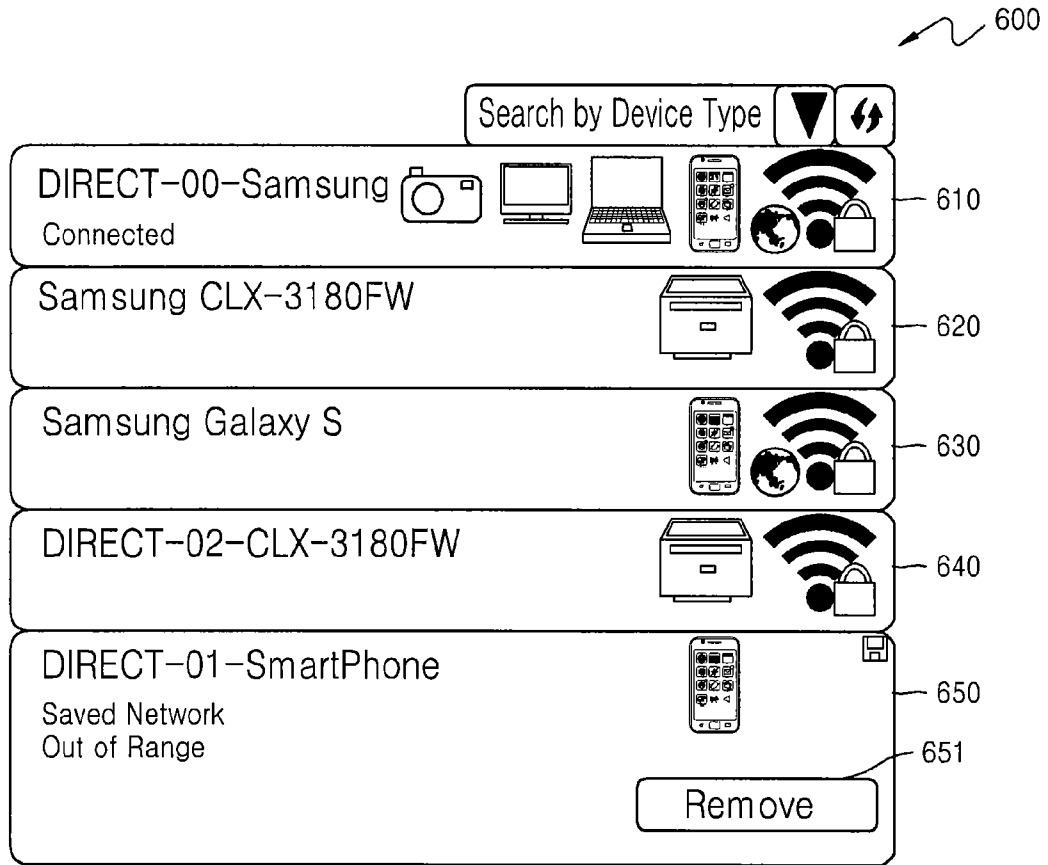 600
Search by Device Type
DIRECT-00-Samsung
Connected
610
Samsung CLX-3180FW
620
Samsung Galaxy S
630
DIRECT-02-CLX-3180FW
640
DIRECT-01-SmartPhone
Saved Network
Out of Range
650
651
Remove